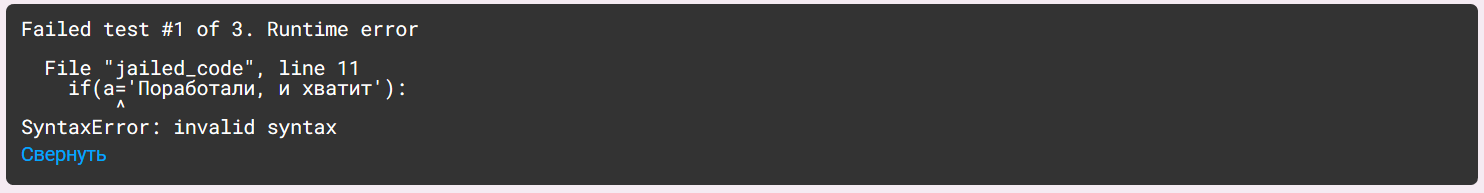 Failed test #1 of 3. Runtime error
File "jailed_code", line 11
if(a='Поработали, и хватит'):
^
SyntaxError: invalid syntax
Свернуть